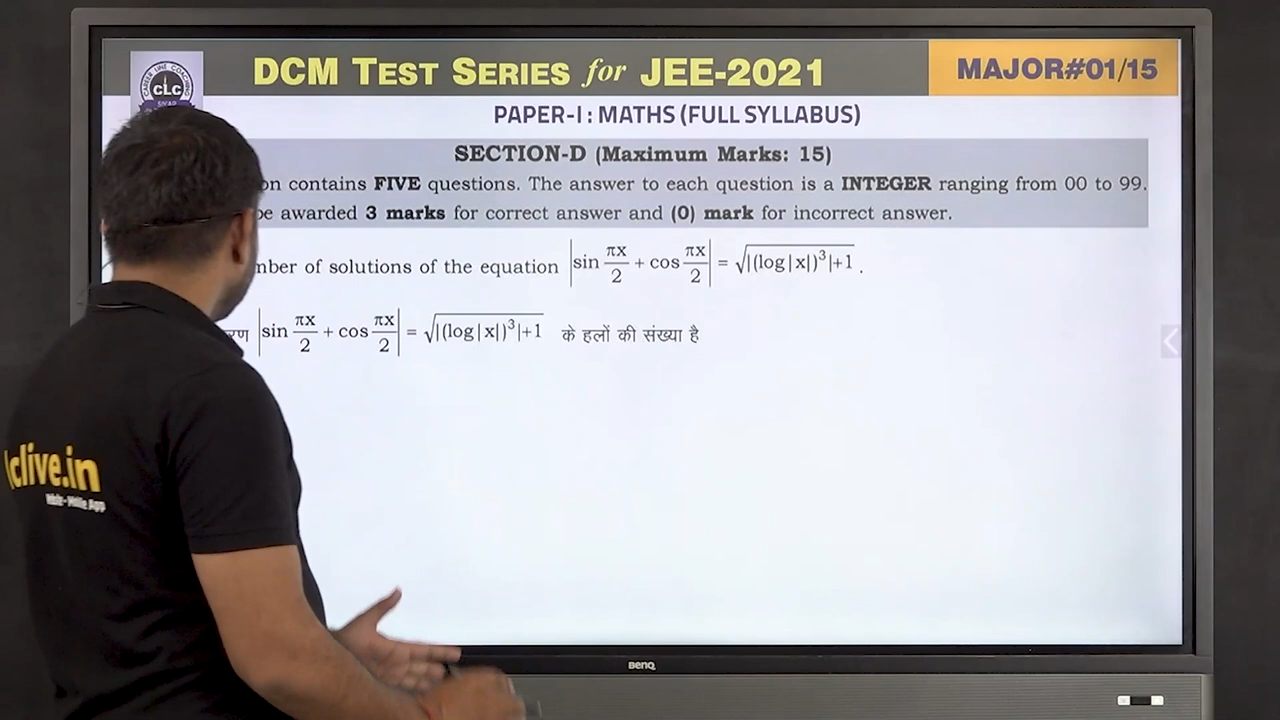 DCM TEST SERIES for JEE-2021
MAJOR#01/15
CLC
PAPER-I : MATHS (FULL SYLLABUS)
SECTION-D (Maximum Marks: 15)
contains FIVE questions. The answer to each question is a INTEGER ranging from 00 to 99.
be awarded 3 marks for correct answer and (0) mark for incorrect answer.
of solutions of the equation |sin πx/2 + cos πx/2| = √|(log|x|)³|+1 .
|sin πx/2 + cos πx/2| = √|(log|x|)³|+1 के हलों की संख्या है
clive.in
BenQ